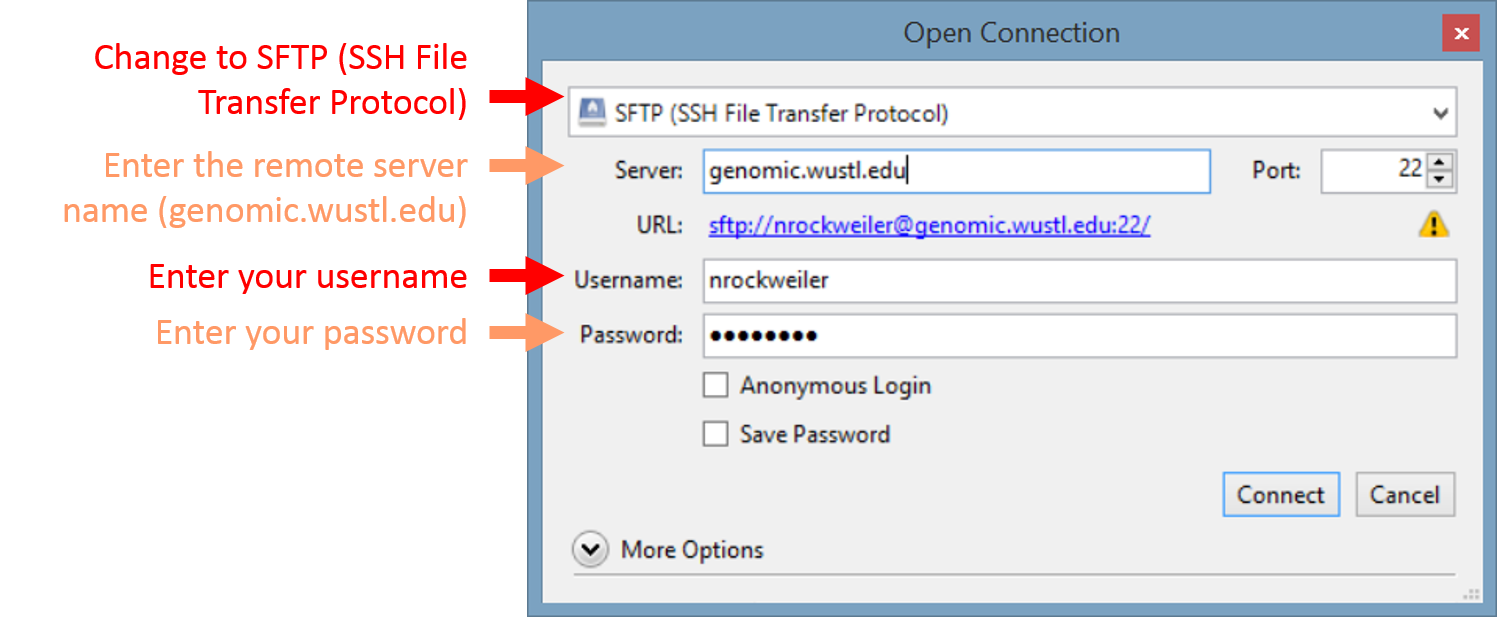 Open Connection
Change to SFTP (SSH File
Transfer Protocol)
SFTP (SSH File Transfer Protocol)
Enter the remote server
name (genomic.wustl.edu)
Server: genomic.wustl.edu Port: 22
URL: sftp://nrockweiler@genomic.wustl.edu:22/
Enter your username
Username: nrockweiler
Enter your password
Password: ••••••••
Anonymous Login
Save Password
Connect Cancel
More Options